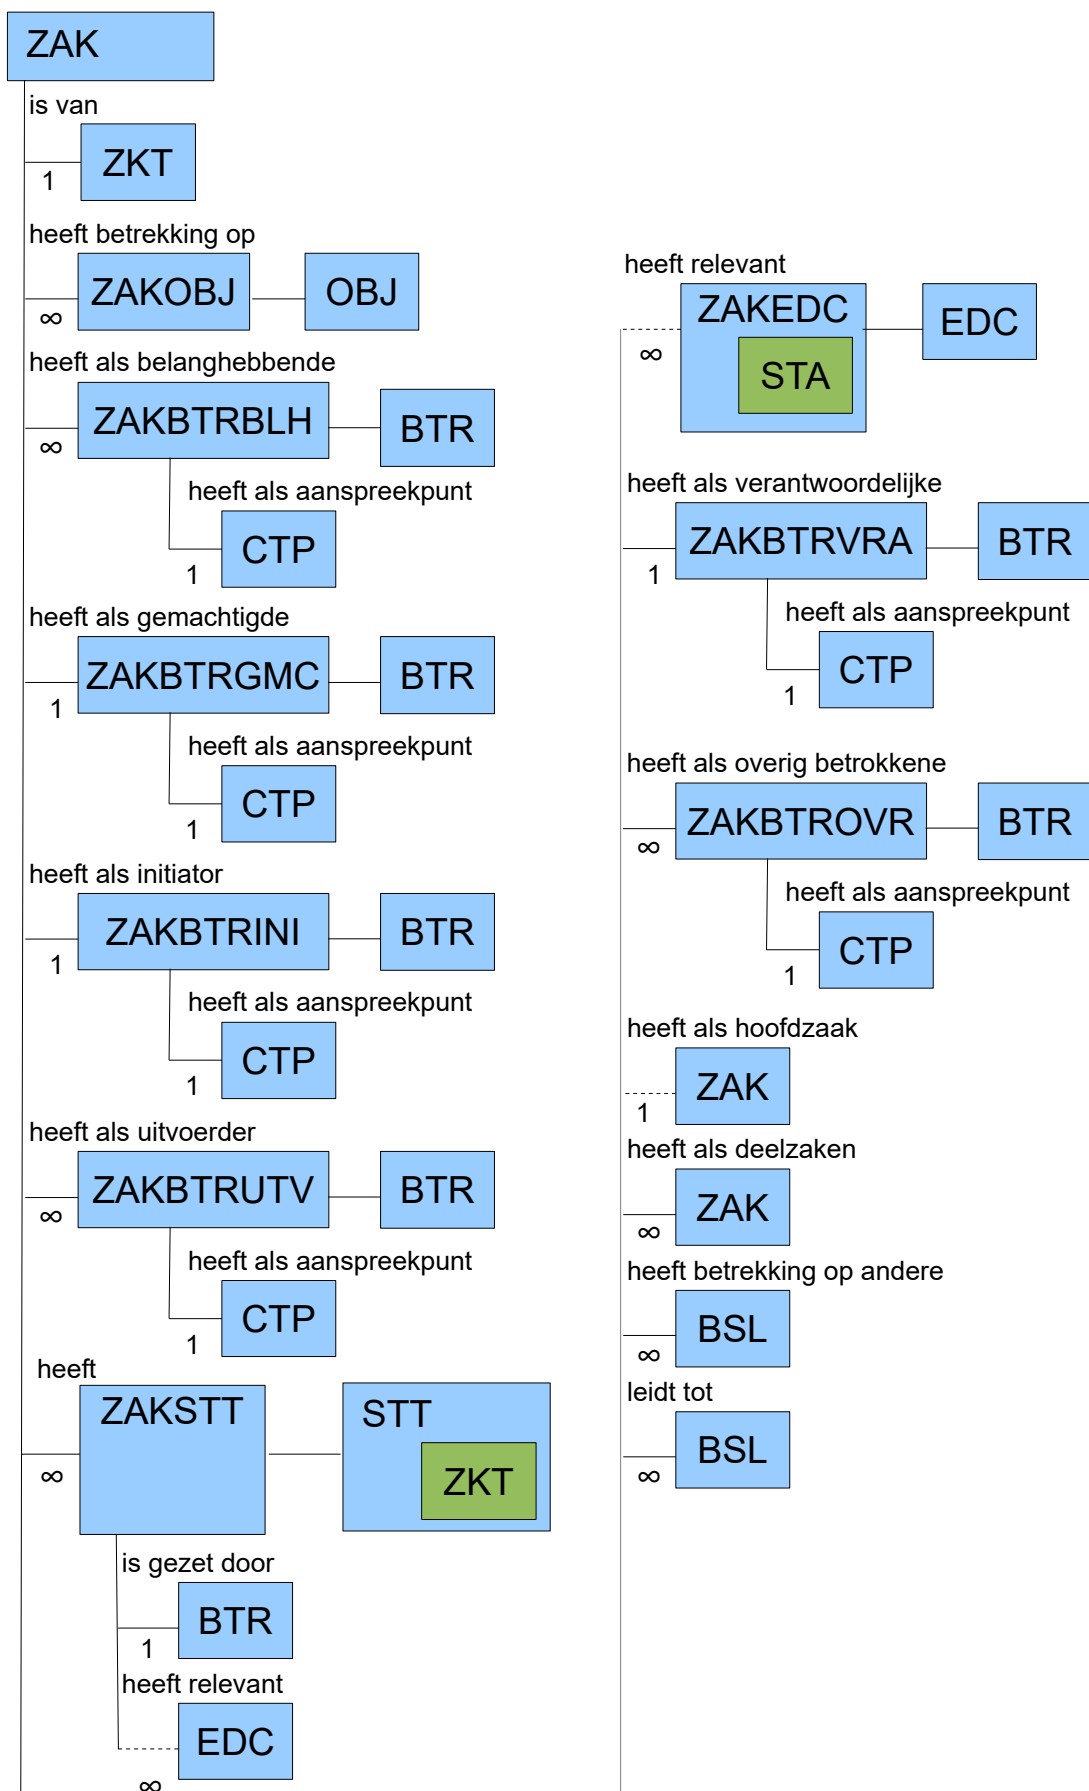 ZAK
is van
ZKT
1
heeft betrekking op
ZAKOBJ
OBJ
∞
heeft als belanghebbende
ZAKBTRBLH
BTR
∞
heeft als aanspreekpunt
CTP
1
heeft als gemachtigde
ZAKBTRGMC
BTR
1
heeft als aanspreekpunt
CTP
1
heeft als initiator
ZAKBTRINI
BTR
1
heeft als aanspreekpunt
CTP
1
heeft als uitvoerder
ZAKBTRUTV
BTR
∞
heeft als aanspreekpunt
CTP
1
heeft
ZAKSTT
STT
ZKT
∞
is gezet door
BTR
1
heeft relevant
EDC
∞
heeft relevant
ZAKEDC
EDC
STA
∞
heeft als verantwoordelijke
ZAKBTRVRA
BTR
1
heeft als aanspreekpunt
CTP
1
heeft als overig betrokkene
ZAKBTROVR
BTR
∞
heeft als aanspreekpunt
CTP
1
heeft als hoofdzaak
ZAK
1
heeft als deelzaken
ZAK
∞
heeft betrekking op andere
BSL
∞
leidt tot
BSL
∞